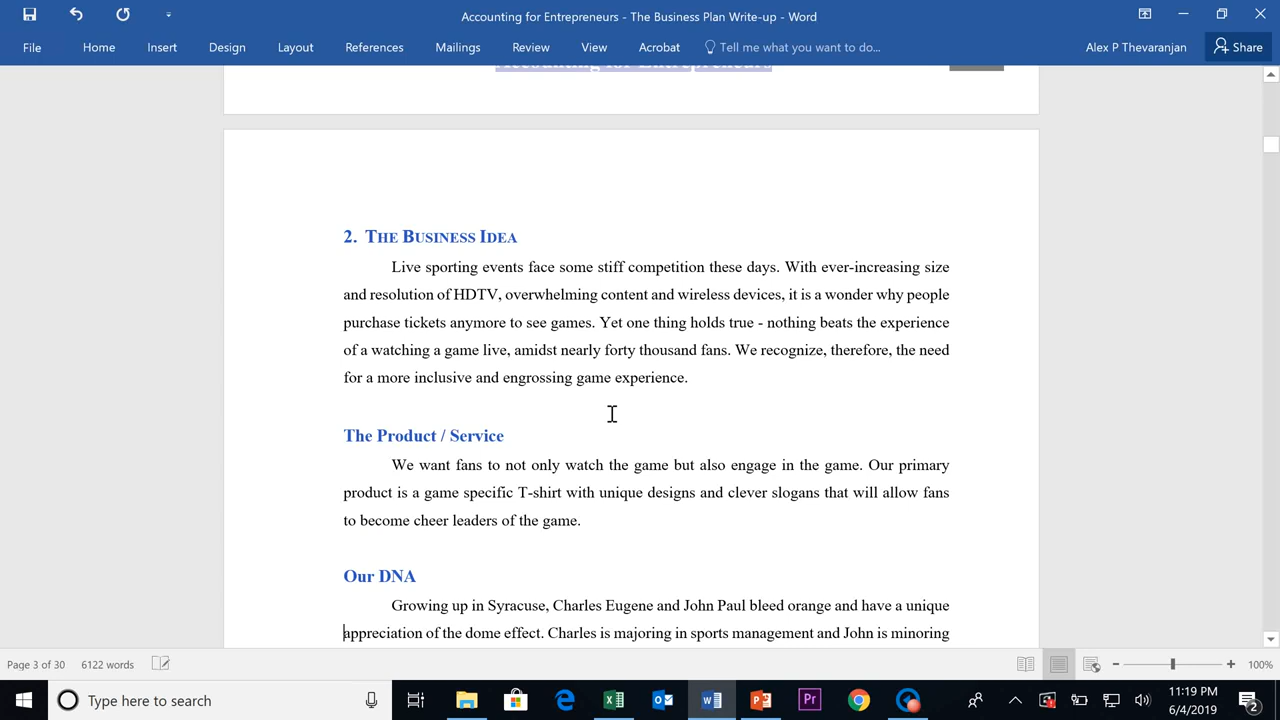 Accounting for Entrepreneurs - The Business Plan Write-up - Word
File Home Insert Design Layout References Mailings Review View Acrobat Tell me what you want to do... Alex P Thevaranjan Share
Accounting for Entrepreneurs
2. THE BUSINESS IDEA
Live sporting events face some stiff competition these days. With ever-increasing size
and resolution of HDTV, overwhelming content and wireless devices, it is a wonder why people
purchase tickets anymore to see games. Yet one thing holds true - nothing beats the experience
of a watching a game live, amidst nearly forty thousand fans. We recognize, therefore, the need
for a more inclusive and engrossing game experience.
The Product / Service
We want fans to not only watch the game but also engage in the game. Our primary
product is a game specific T-shirt with unique designs and clever slogans that will allow fans
to become cheer leaders of the game.
Our DNA
Growing up in Syracuse, Charles Eugene and John Paul bleed orange and have a unique
appreciation of the dome effect. Charles is majoring in sports management and John is minoring
Page 3 of 30 6122 words 100%
Type here to search Pr 11:19 PM
6/4/2019 2